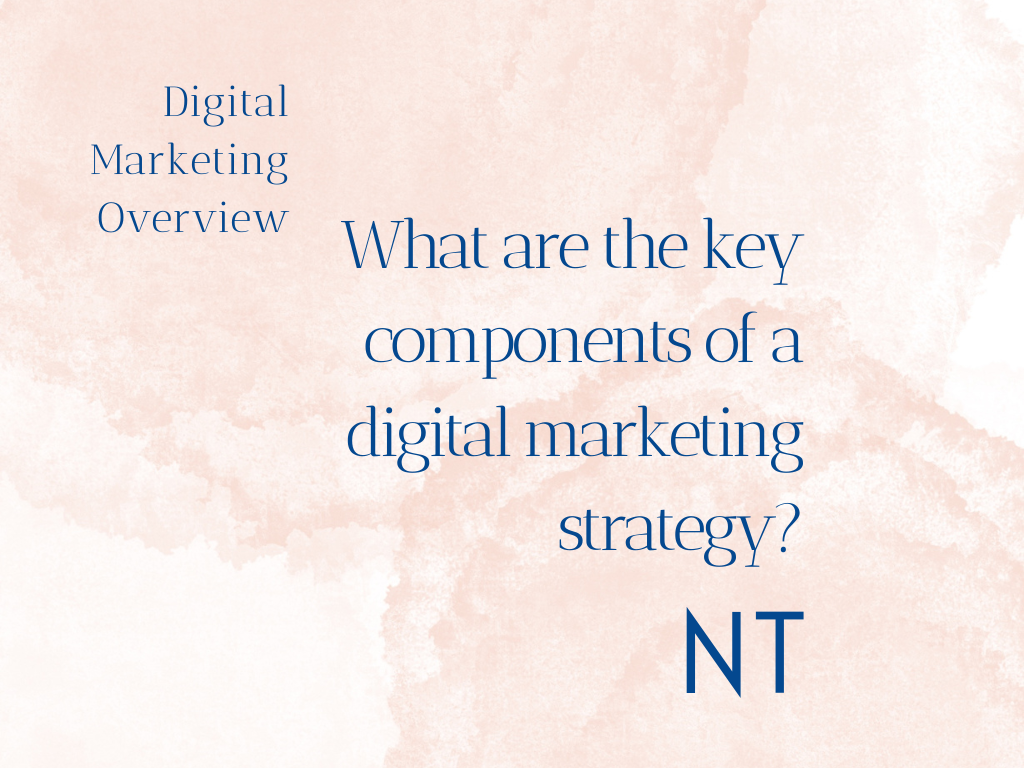 Digital
Marketing
Overview
What are the key
components of a
digital marketing
strategy?
NT